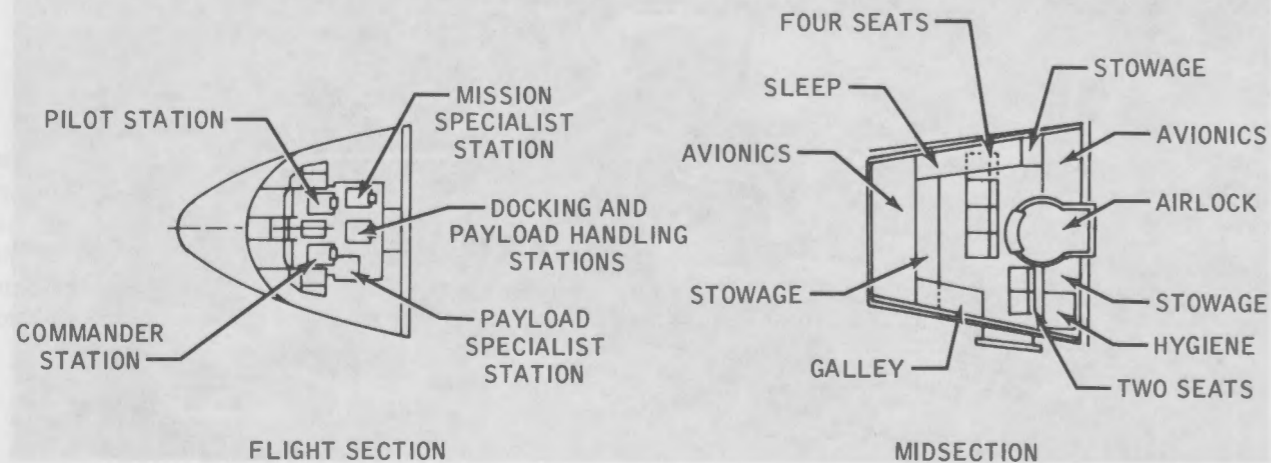 PILOT STATION
MISSION
SPECIALIST
STATION
DOCKING AND
PAYLOAD HANDLING
STATIONS
COMMANDER
STATION
PAYLOAD
SPECIALIST
STATION
FLIGHT SECTION
FOUR SEATS
SLEEP
STOWAGE
AVIONICS
AVIONICS
AIRLOCK
STOWAGE
STOWAGE
HYGIENE
GALLEY
TWO SEATS
MIDSECTION